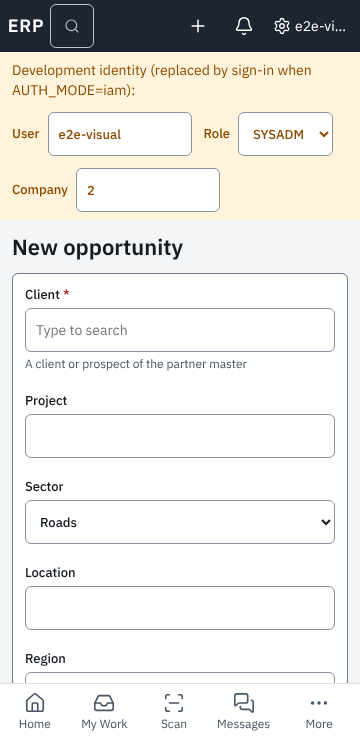 ERP
e2e-vi...
Development identity (replaced by sign-in when
AUTH_MODE=iam):
User e2e-visual Role SYSADM
Company 2
New opportunity
Client *
Type to search
A client or prospect of the partner master
Project
Sector
Roads
Location
Region
Home My Work Scan Messages More